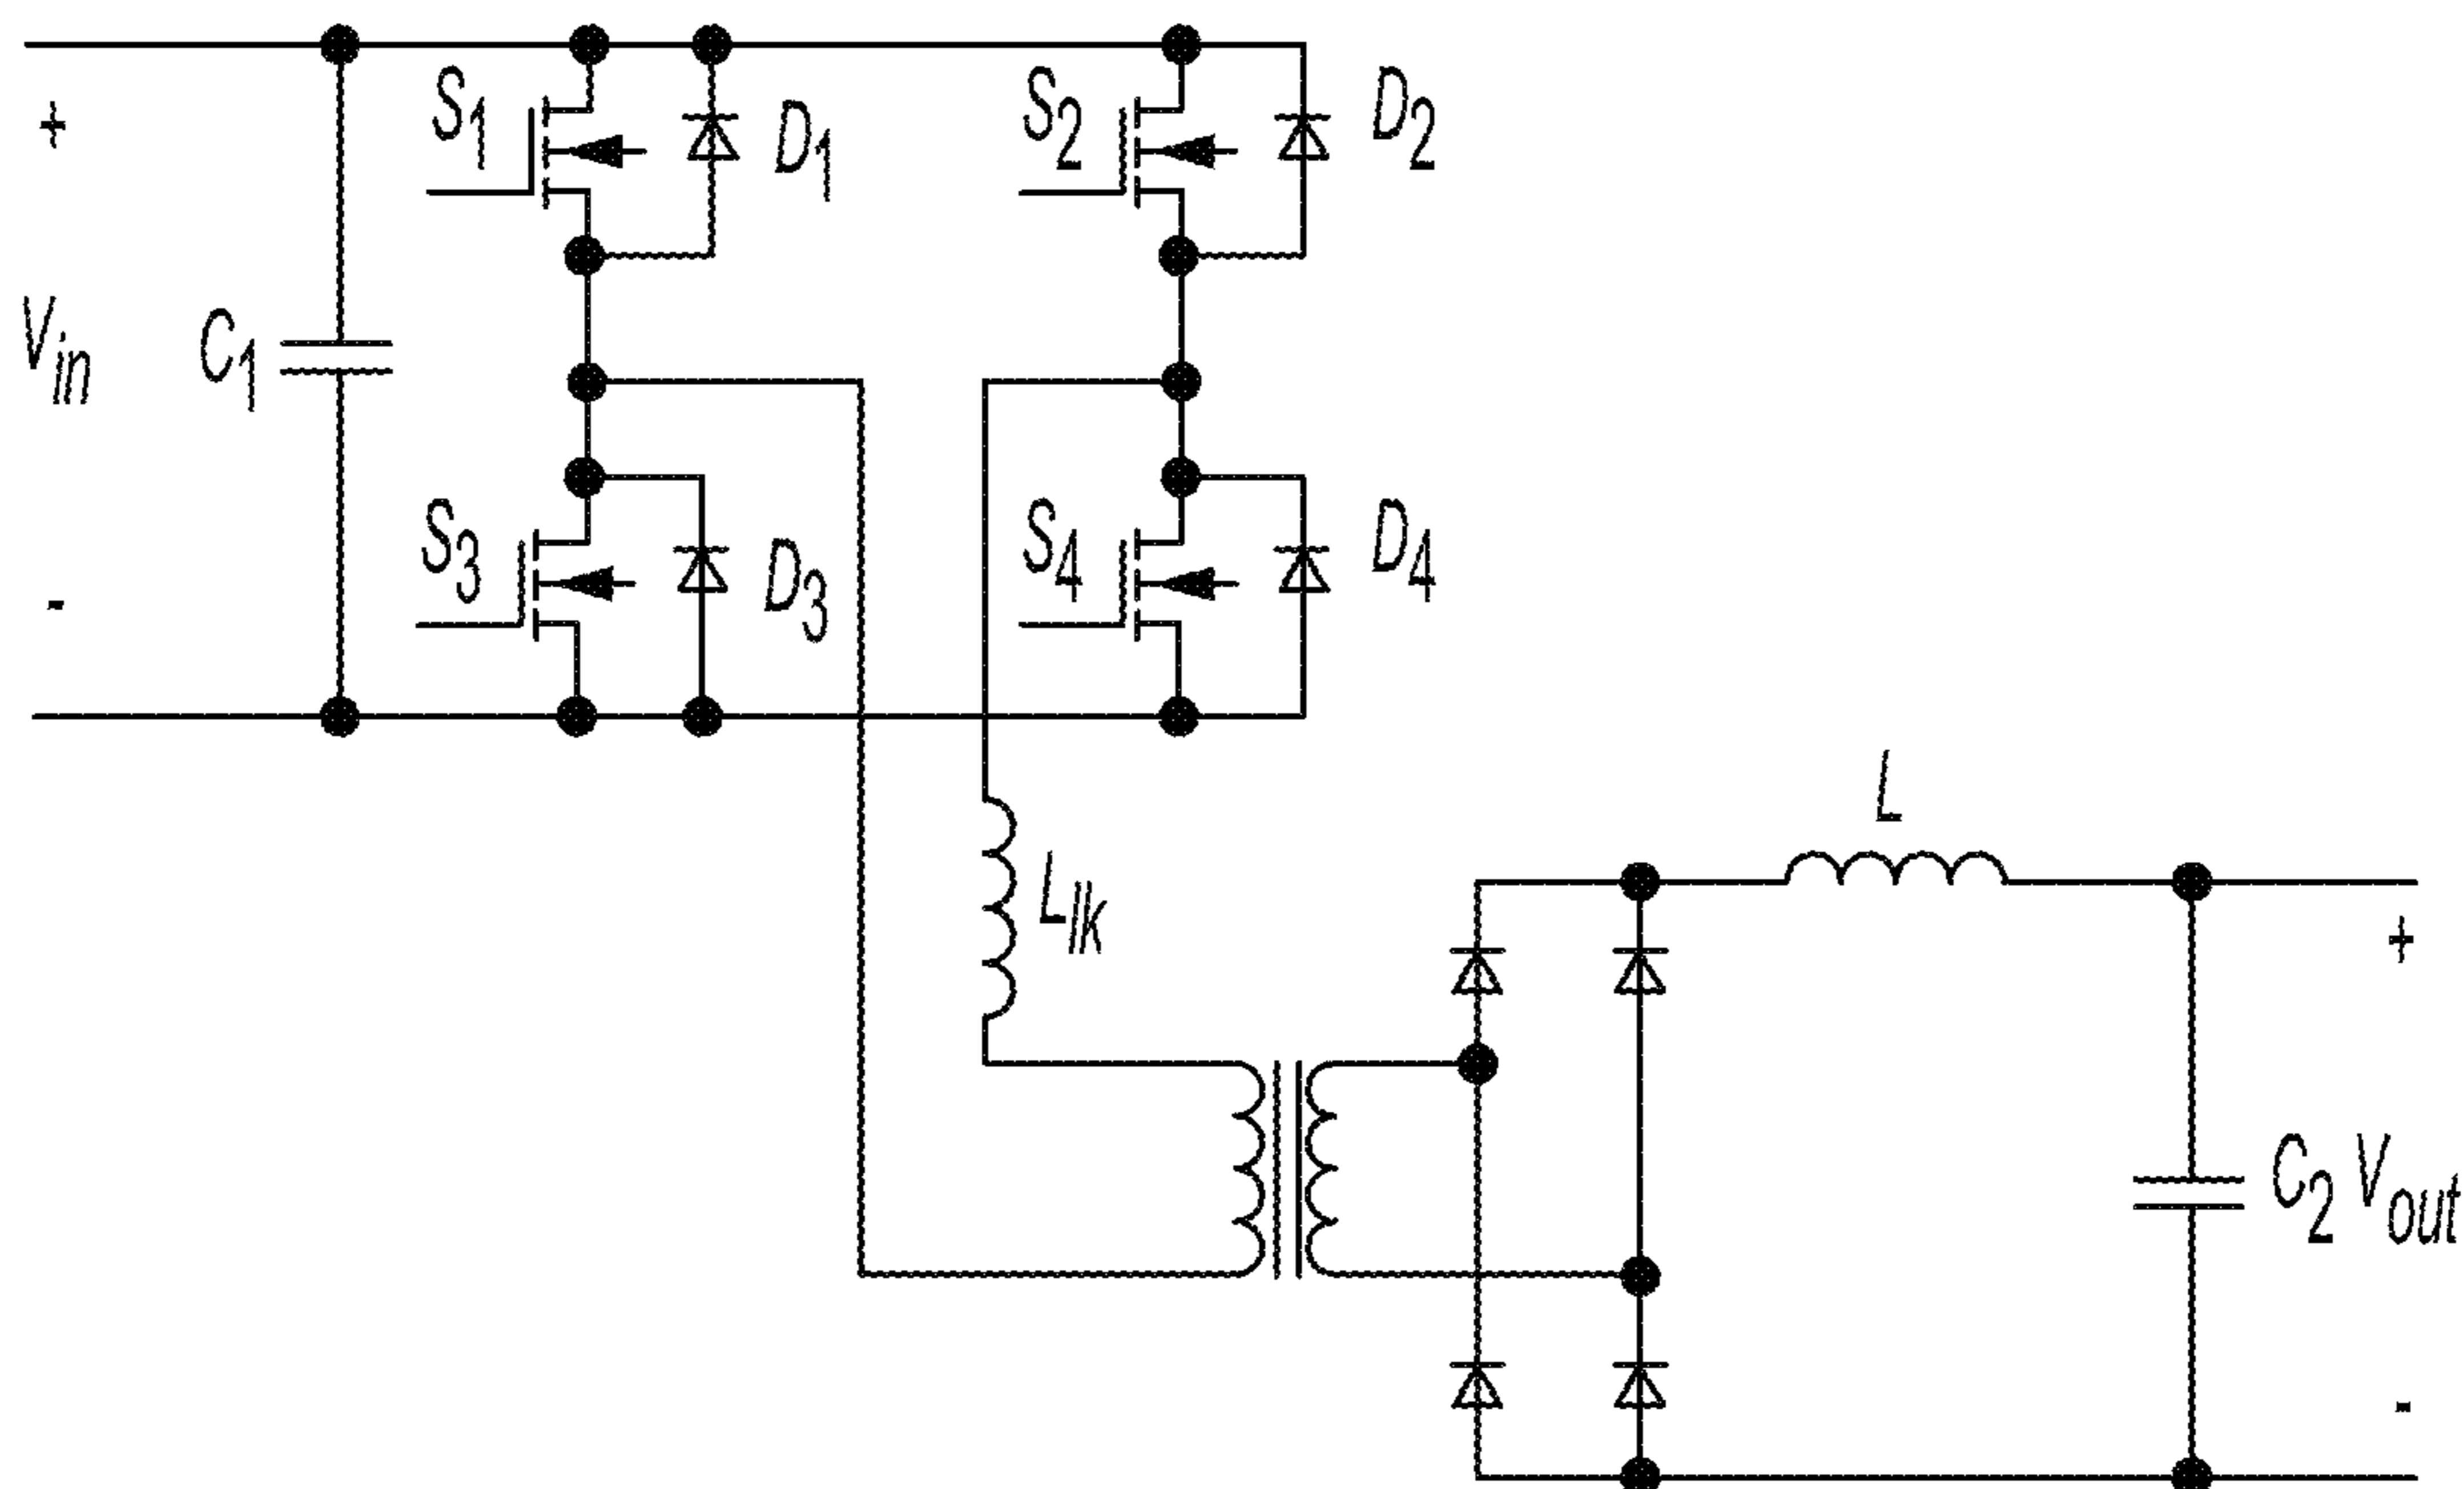 +
Vin
-
C1
S1
D1
S2
D2
S3
D3
S4
D4
Llk
L
+
C2 Vout
-